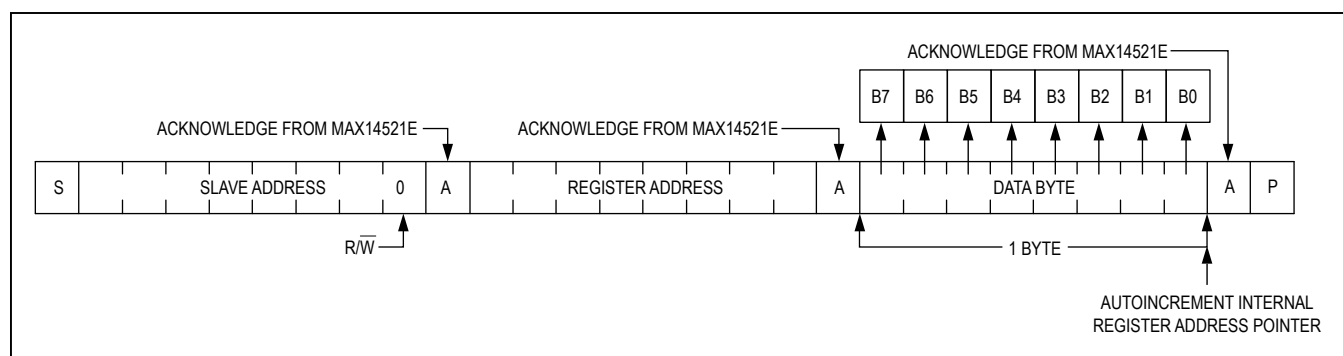 ACKNOWLEDGE FROM MAX14521E
B7 B6 B5 B4 B3 B2 B1 B0
ACKNOWLEDGE FROM MAX14521E
ACKNOWLEDGE FROM MAX14521E
S SLAVE ADDRESS 0 A REGISTER ADDRESS A DATA BYTE A P
R/W̅
1 BYTE
AUTOINCREMENT INTERNAL
REGISTER ADDRESS POINTER